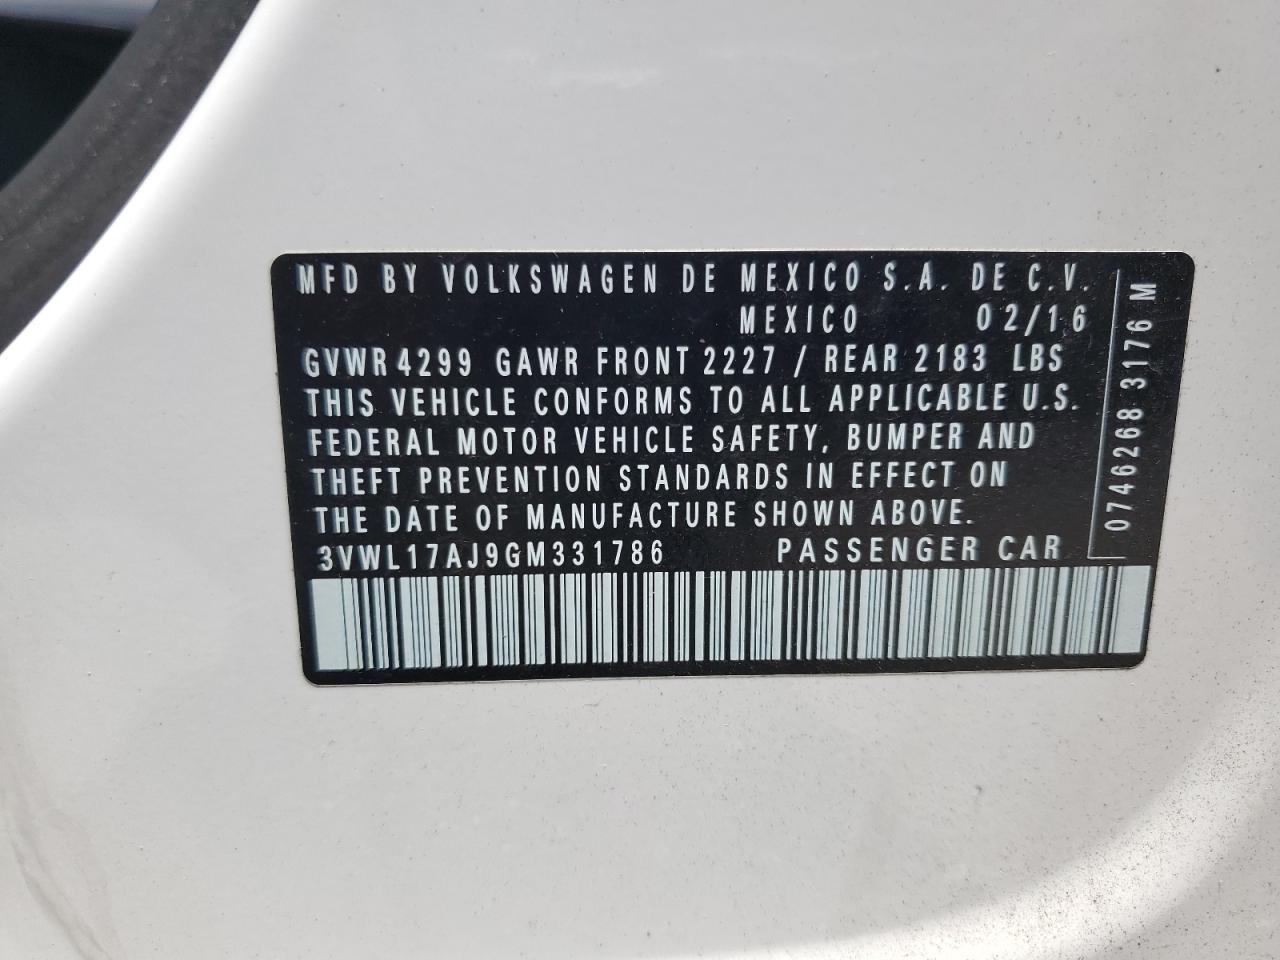 MFD BY VOLKSWAGEN DE MEXICO S.A. DE C.V.
MEXICO 02/16
GVWR 4299 GAWR FRONT 2227 / REAR 2183 LBS
THIS VEHICLE CONFORMS TO ALL APPLICABLE U.S.
FEDERAL MOTOR VEHICLE SAFETY, BUMPER AND
THEFT PREVENTION STANDARDS IN EFFECT ON
THE DATE OF MANUFACTURE SHOWN ABOVE.
3VWL17AJ9GM331786 PASSENGER CAR
0746268 3176 M